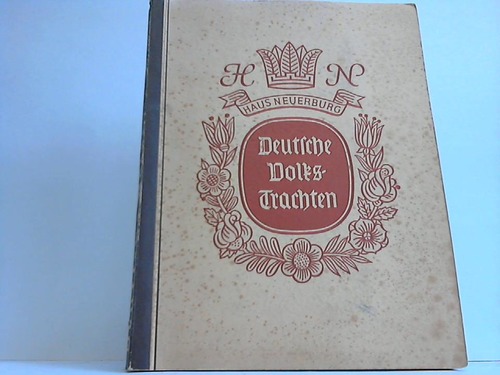 H N
HAUS NEUERBURG
Deutsche
Volks-
Trachten